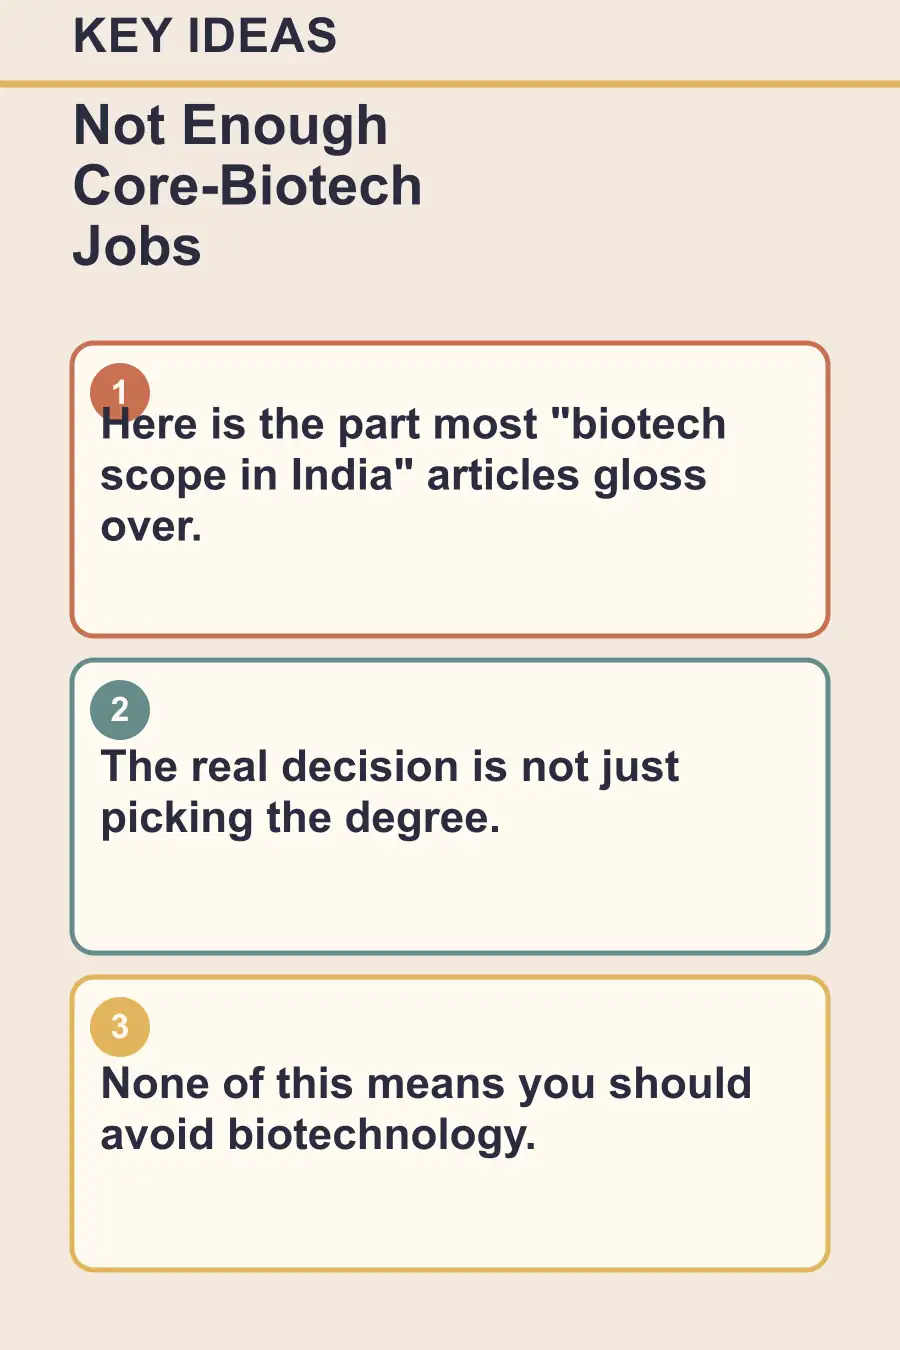 KEY IDEAS
Not Enough
Core-Biotech
Jobs
1
Here is the part most "biotech
scope in India" articles gloss
over.
2
The real decision is not just
picking the degree.
3
None of this means you should
avoid biotechnology.